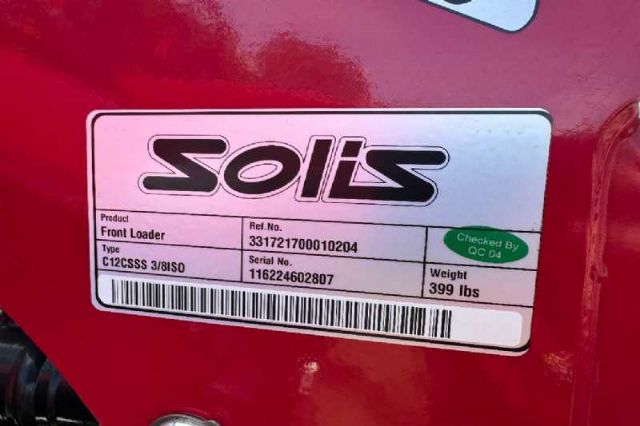 Solis
Product
Front Loader
Ref.No.
331721700010204
Checked By
QC 04
Type
C12CSSS 3/8ISO
Serial No.
116224602807
Weight
399 lbs